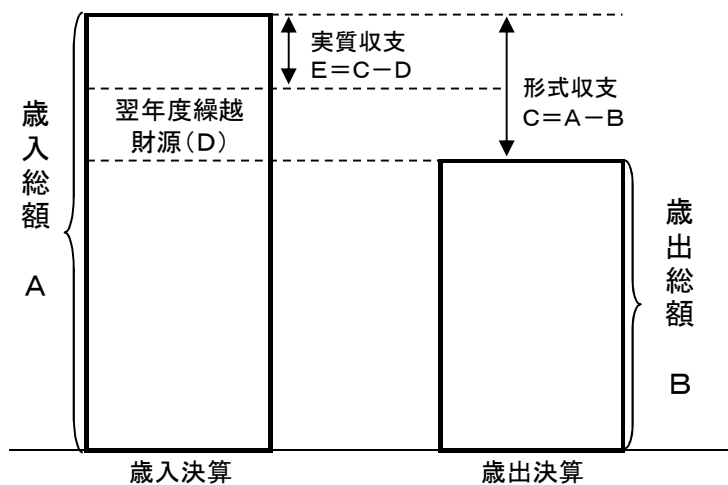 実質収支
E=C-D
形式収支
C=A-B
翌年度繰越
財源(D)
歳入総額 A
歳出総額 B
歳入決算
歳出決算